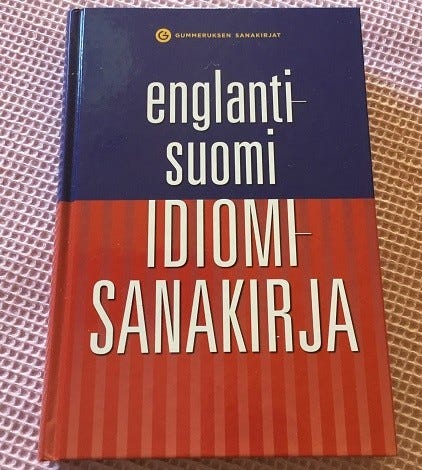 GUMMERUKSEN SANAKIRJAT
englanti-
suomi
IDIOMI-
SANAKIRJA